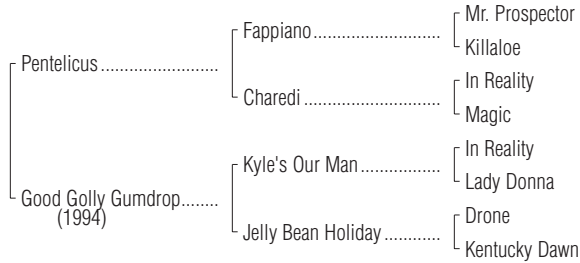 Mr. Prospector
Fappiano
Killaloe
Pentelicus
In Reality
Charedi
Magic
In Reality
Kyle's Our Man
Lady Donna
Good Golly Gumdrop
(1994)
Drone
Jelly Bean Holiday
Kentucky Dawn